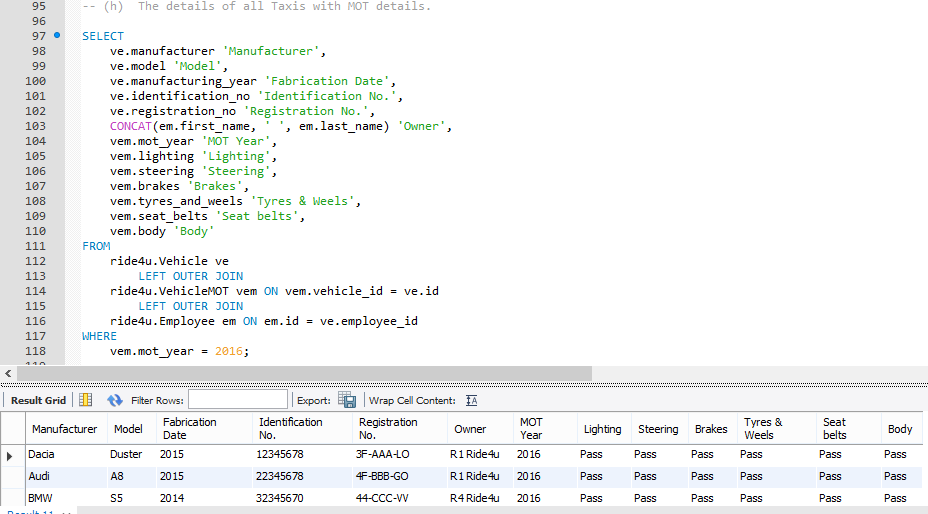 95 -- (h)  The details of all Taxis with MOT details.
96
97 SELECT
98 ve.manufacturer 'Manufacturer',
99 ve.model 'Model',
100 ve.manufacturing_year 'Fabrication Date',
101 ve.identification_no 'Identification No.',
102 ve.registration_no 'Registration No.',
103 CONCAT(em.first_name, ' ', em.last_name) 'Owner',
104 vem.mot_year 'MOT Year',
105 vem.lighting 'Lighting',
106 vem.steering 'Steering',
107 vem.brakes 'Brakes',
108 vem.tyres_and_weels 'Tyres & Weels',
109 vem.seat_belts 'Seat belts',
110 vem.body 'Body'
111 FROM
112 ride4u.Vehicle ve
113 LEFT OUTER JOIN
114 ride4u.VehicleMOT vem ON vem.vehicle_id = ve.id
115 LEFT OUTER JOIN
116 ride4u.Employee em ON em.id = ve.employee_id
117 WHERE
118 vem.mot_year = 2016;
Result Grid Filter Rows: Export: Wrap Cell Content:
Manufacturer Model Fabrication Date Identification No. Registration No. Owner MOT Year Lighting Steering Brakes Tyres & Weels Seat belts Body
Dacia Duster 2015 12345678 3F-AAA-LO R1 Ride4u 2016 Pass Pass Pass Pass Pass Pass
Audi A8 2015 22345678 4F-BBB-GO R1 Ride4u 2016 Pass Pass Pass Pass Pass Pass
BMW S5 2014 32345670 44-CCC-VV R4 Ride4u 2016 Pass Pass Pass Pass Pass Pass